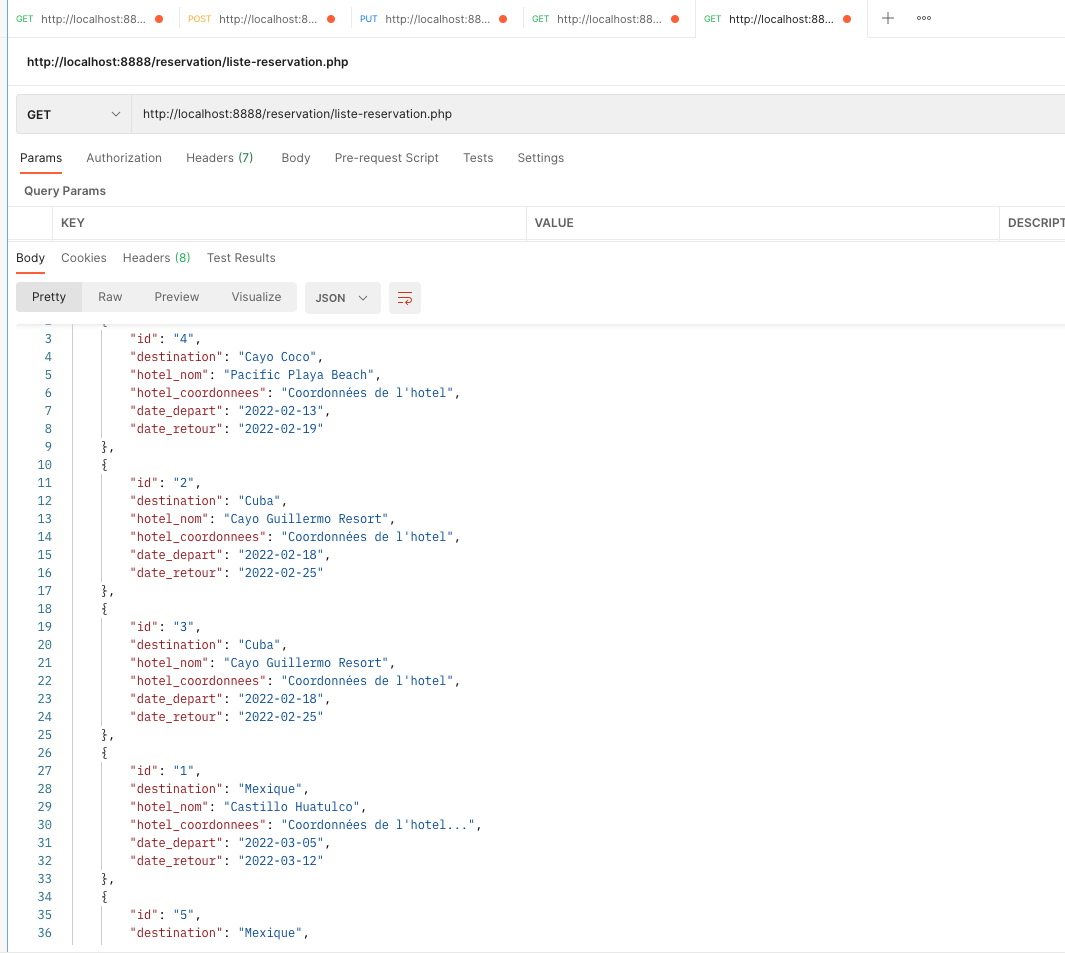 GET http://localhost:88... POST http://localhost:8... PUT http://localhost:88... GET http://localhost:88... GET http://localhost:88...
http://localhost:8888/reservation/liste-reservation.php
GET http://localhost:8888/reservation/liste-reservation.php
Params Authorization Headers (7) Body Pre-request Script Tests Settings
Query Params
KEY VALUE DESCRIPT
Body Cookies Headers (8) Test Results
Pretty Raw Preview Visualize JSON
2 {
3 "id": "4",
4 "destination": "Cayo Coco",
5 "hotel_nom": "Pacific Playa Beach",
6 "hotel_coordonnees": "Coordonnées de l'hotel",
7 "date_depart": "2022-02-13",
8 "date_retour": "2022-02-19"
9 },
10 {
11 "id": "2",
12 "destination": "Cuba",
13 "hotel_nom": "Cayo Guillermo Resort",
14 "hotel_coordonnees": "Coordonnées de l'hotel",
15 "date_depart": "2022-02-18",
16 "date_retour": "2022-02-25"
17 },
18 {
19 "id": "3",
20 "destination": "Cuba",
21 "hotel_nom": "Cayo Guillermo Resort",
22 "hotel_coordonnees": "Coordonnées de l'hotel",
23 "date_depart": "2022-02-18",
24 "date_retour": "2022-02-25"
25 },
26 {
27 "id": "1",
28 "destination": "Mexique",
29 "hotel_nom": "Castillo Huatulco",
30 "hotel_coordonnees": "Coordonnées de l'hotel...",
31 "date_depart": "2022-03-05",
32 "date_retour": "2022-03-12"
33 },
34 {
35 "id": "5",
36 "destination": "Mexique",